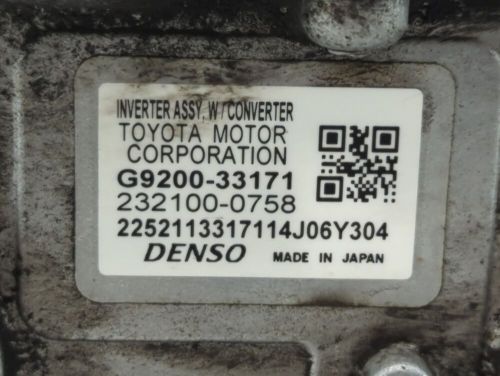 INVERTER ASSY, W/CONVERTER
TOYOTA MOTOR
CORPORATION
G9200-33171
232100-0758
2252113317114J06Y304
DENSO MADE IN JAPAN